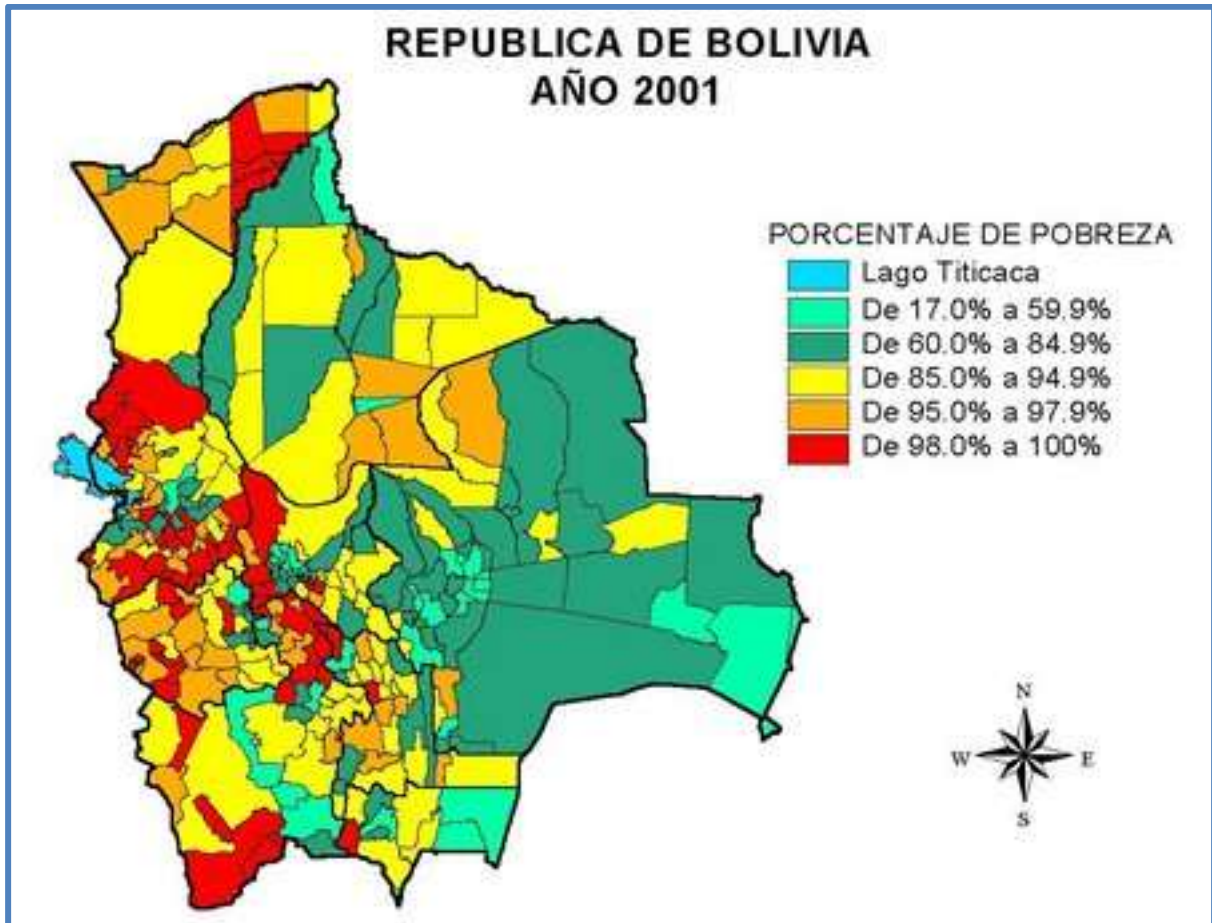 REPUBLICA DE BOLIVIA
AÑO 2001
PORCENTAJE DE POBREZA
Lago Titicaca
De 17.0% a 59.9%
De 60.0% a 84.9%
De 85.0% a 94.9%
De 95.0% a 97.9%
De 98.0% a 100%
N
W E
S